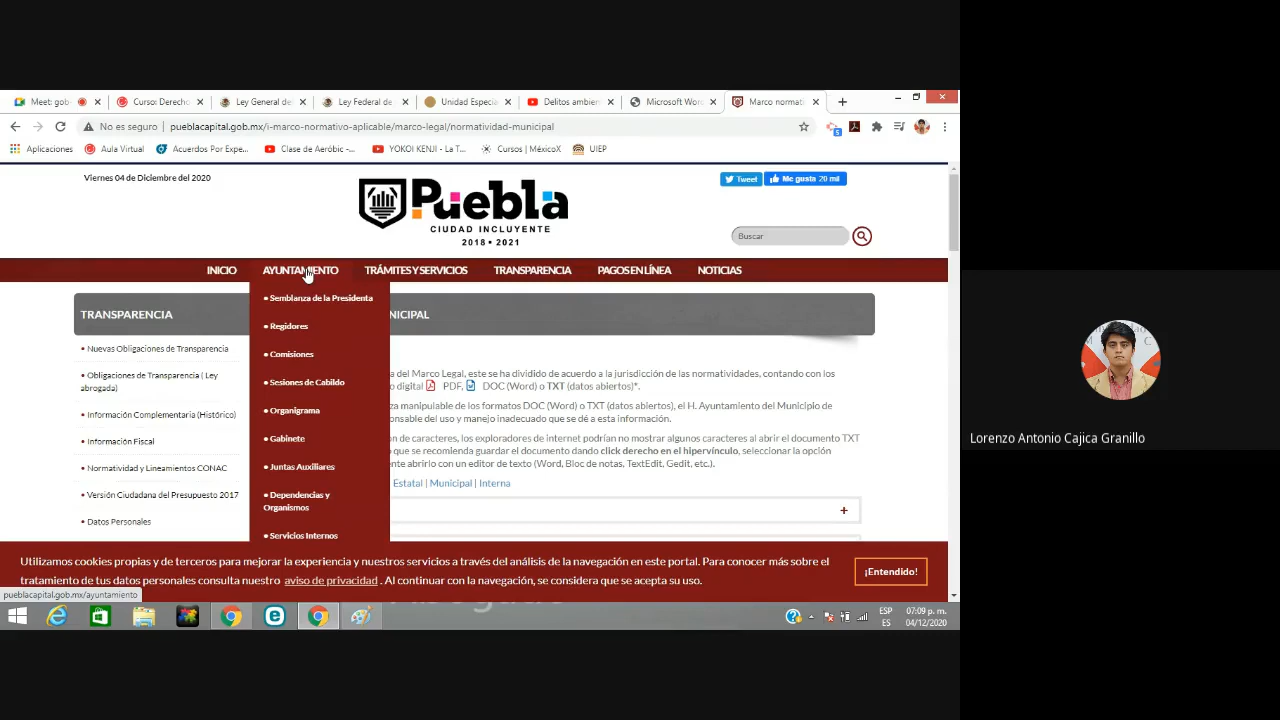 Meet: gob
Curso: Derecho
Ley General de
Ley Federal de
Unidad Especia
Delitos ambien
Microsoft Word
Marco normati
No es seguro | pueblacapital.gob.mx/i-marco-normativo-aplicable/marco-legal/normatividad-municipal
5
Aplicaciones
Aula Virtual
Acuerdos Por Expe...
Clase de Aeróbic -...
YOKOI KENJI - La T...
Cursos | MéxicoX
UIEP
Viernes 04 de Diciembre del 2020
Puebla
CIUDAD INCLUYENTE
2018 • 2021
Tweet
Me gusta 20 mil
Buscar
INICIO
AYUNTAMIENTO
TRÁMITES Y SERVICIOS
TRANSPARENCIA
PAGOS EN LÍNEA
NOTICIAS
• Semblanza de la Presidenta
• Regidores
• Comisiones
• Sesiones de Cabildo
• Organigrama
• Gabinete
• Juntas Auxiliares
• Dependencias y
Organismos
• Servicios Internos
TRANSPARENCIA
• Nuevas Obligaciones de Transparencia
• Obligaciones de Transparencia ( Ley
abrogada)
• Información Complementaria (Histórico)
• Información Fiscal
• Normatividad y Lineamientos CONAC
• Versión Ciudadana del Presupuesto 2017
• Datos Personales
NICIPAL
a del Marco Legal, este se ha dividido de acuerdo a la jurisdicción de las normatividades, contando con los
o digital PDF, DOC (Word) o TXT (datos abiertos)*.
za manipulable de los formatos DOC (Word) o TXT (datos abiertos), el H. Ayuntamiento del Municipio de
ponsable del uso y manejo inadecuado que se dé a esta información.
n de caracteres, los exploradores de internet podrían no mostrar algunos caracteres al abrir el documento TXT
o que se recomienda guardar el documento dando click derecho en el hipervínculo, seleccionar la opción
ente abrirlo con un editor de texto (Word, Bloc de notas, TextEdit, Gedit, etc.).
Estatal | Municipal | Interna
+
Utilizamos cookies propias y de terceros para mejorar la experiencia y nuestros servicios a través del análisis de la navegación en este portal. Para conocer más sobre el
tratamiento de tus datos personales consulta nuestro aviso de privacidad . Al continuar con la navegación, se considera que se acepta su uso.
¡Entendido!
pueblacapital.gob.mx/ayuntamiento
ESP
ES
07:09 p. m.
04/12/2020
Lorenzo Antonio Cajica Granillo